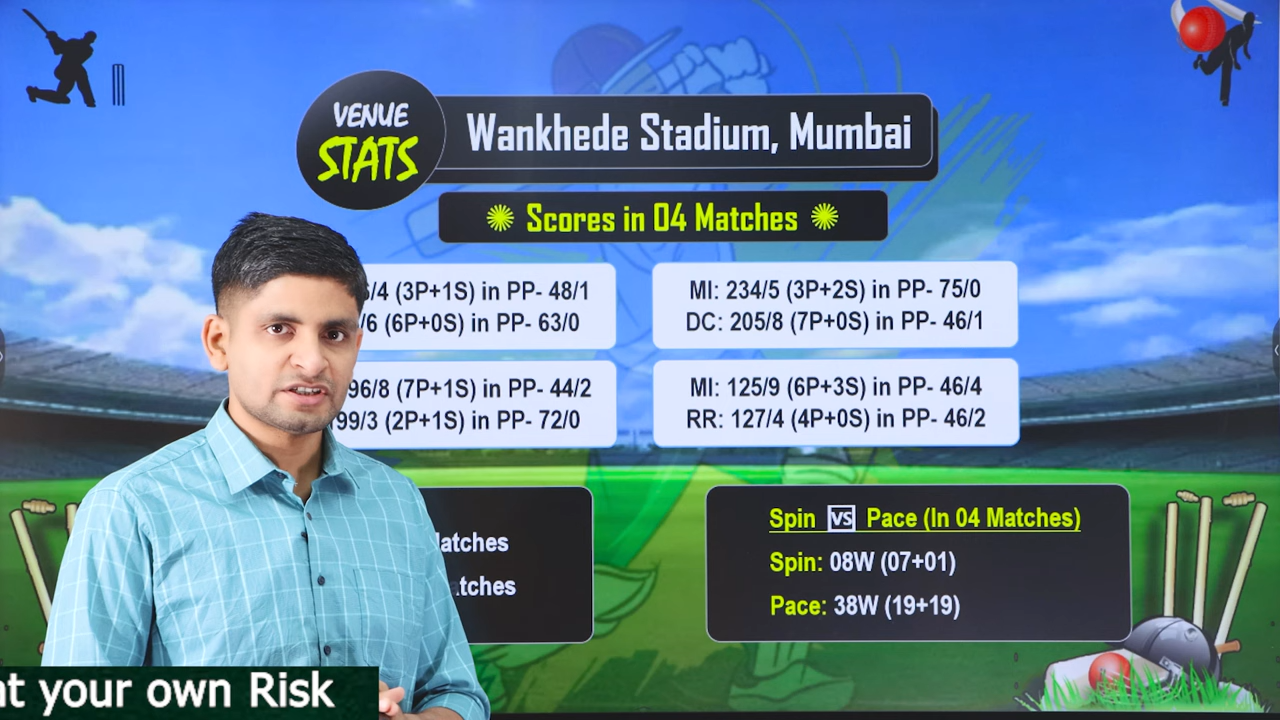 VENUE
STATS
Wankhede Stadium, Mumbai
Scores in 04 Matches
/4 (3P+1S) in PP- 48/1
/6 (6P+0S) in PP- 63/0
MI: 234/5 (3P+2S) in PP- 75/0
DC: 205/8 (7P+0S) in PP- 46/1
96/8 (7P+1S) in PP- 44/2
99/3 (2P+1S) in PP- 72/0
MI: 125/9 (6P+3S) in PP- 46/4
RR: 127/4 (4P+0S) in PP- 46/2
atches
tches
Spin VS Pace (In 04 Matches)
Spin: 08W (07+01)
Pace: 38W (19+19)
at your own Risk